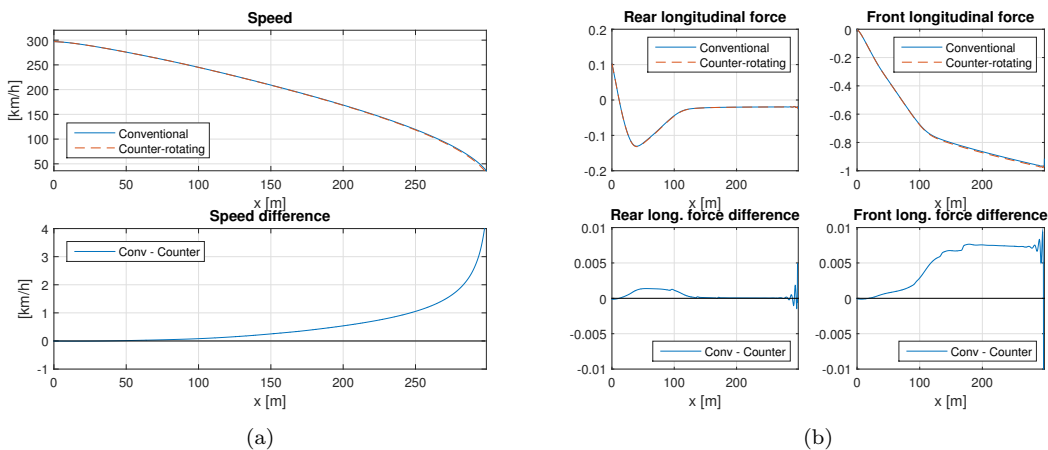 Speed
300
250
200
150
100
50
[km/h]
Conventional
Counter-rotating
0 50 100 150 200 250
x [m]
Speed difference
4
3
2
1
0
-1
[km/h]
Conv - Counter
0 50 100 150 200 250
x [m]
(a)
Rear longitudinal force
0.2
0.1
0
-0.1
-0.2
Conventional
Counter-rotating
0 100 200
x [m]
Front longitudinal force
0
-0.2
-0.4
-0.6
-0.8
-1
Conventional
Counter-rotating
0 100 200
x [m]
Rear long. force difference
0.01
0.005
0
-0.005
-0.01
Conv - Counter
0 100 200
x [m]
Front long. force difference
0.01
0.005
0
-0.005
-0.01
Conv - Counter
0 100 200
x [m]
(b)